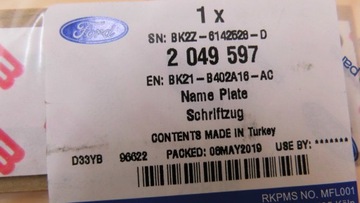 1 x
Ford
SN: BK2Z-6142528-D
2 049 597
EN: BK21-B402A16-AC
Name Plate
Schriftzug
CONTENTS MADE IN Turkey
D33YB 96622 PACKED: 08MAY2019 USE BY: *******
RKPMS NO. MFL001